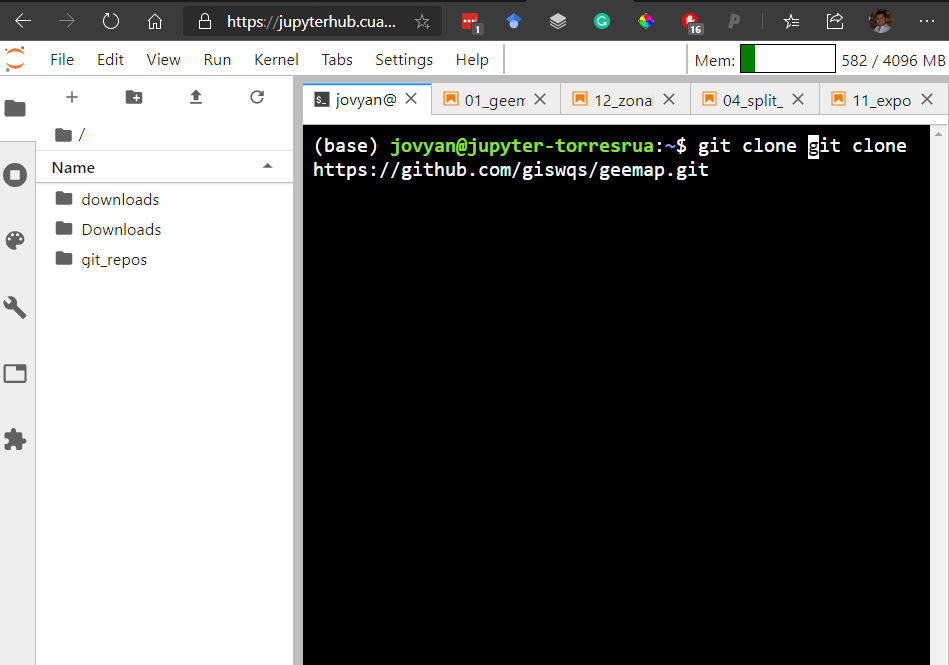 https://jupyterhub.cua...
1
16
File Edit View Run Kernel Tabs Settings Help
Mem: 582 / 4096 MB
jovyan@ 01_geem 12_zonal 04_split_ 11_expo
/
Name
downloads
Downloads
git_repos
(base) jovyan@jupyter-torresrua:~$ git clone git clone
https://github.com/giswqs/geemap.git